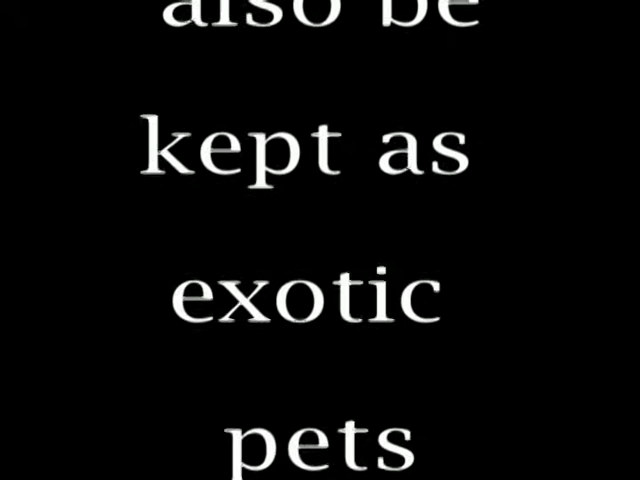 also be
kept as
exotic
pets